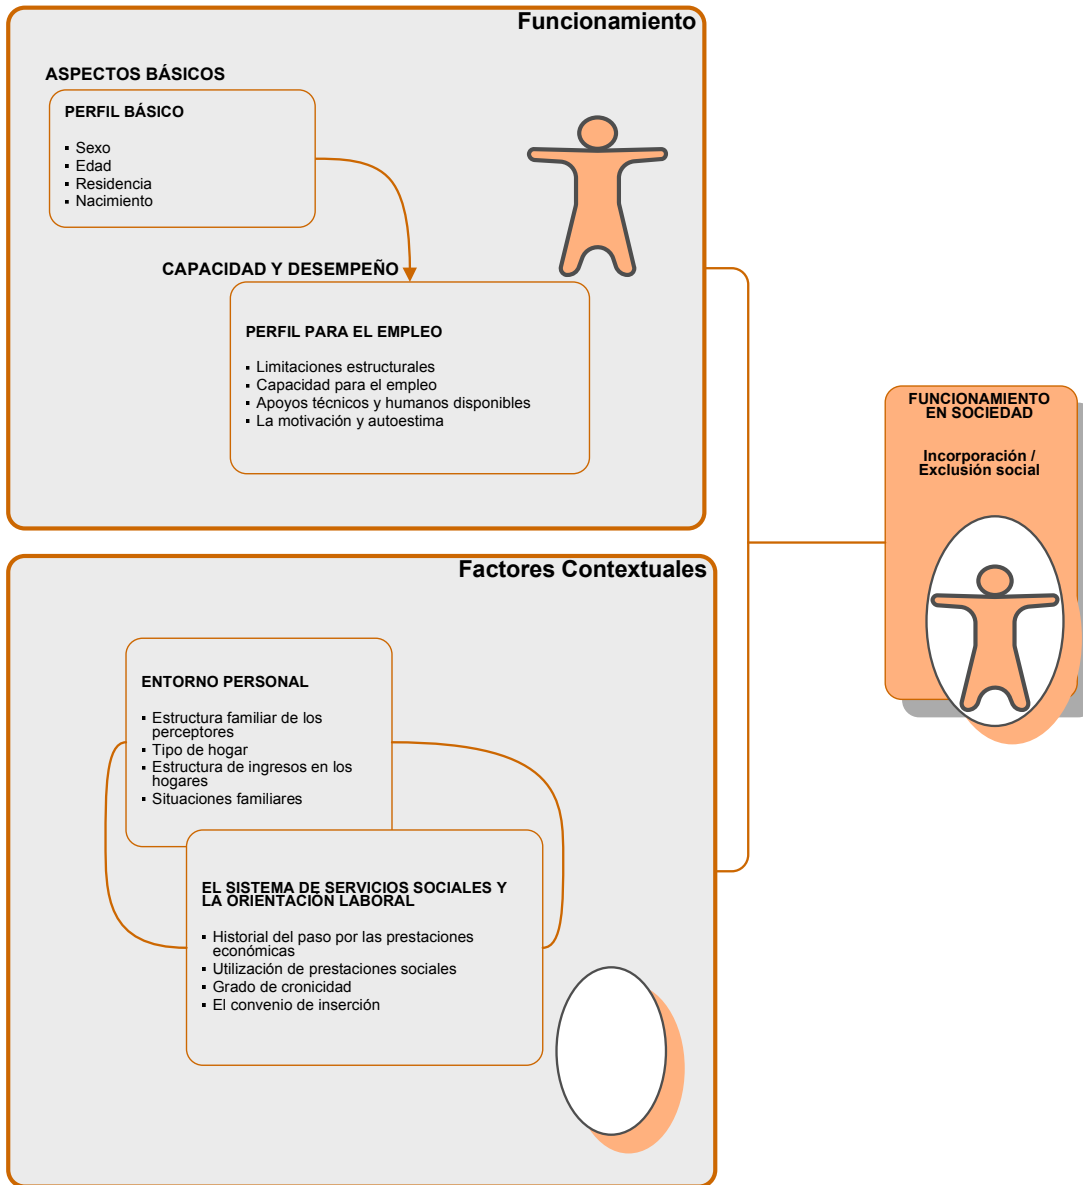 Funcionamiento
ASPECTOS BÁSICOS
PERFIL BÁSICO
▪ Sexo
▪ Edad
▪ Residencia
▪ Nacimiento
CAPACIDAD Y DESEMPEÑO
PERFIL PARA EL EMPLEO
▪ Limitaciones estructurales
▪ Capacidad para el empleo
▪ Apoyos técnicos y humanos disponibles
▪ La motivación y autoestima
FUNCIONAMIENTO
EN SOCIEDAD
Incorporación /
Exclusión social
Factores Contextuales
ENTORNO PERSONAL
▪ Estructura familiar de los
perceptores
▪ Tipo de hogar
▪ Estructura de ingresos en los
hogares
▪ Situaciones familiares
EL SISTEMA DE SERVICIOS SOCIALES Y
LA ORIENTACIÓN LABORAL
▪ Historial del paso por las prestaciones
económicas
▪ Utilización de prestaciones sociales
▪ Grado de cronicidad
▪ El convenio de inserción